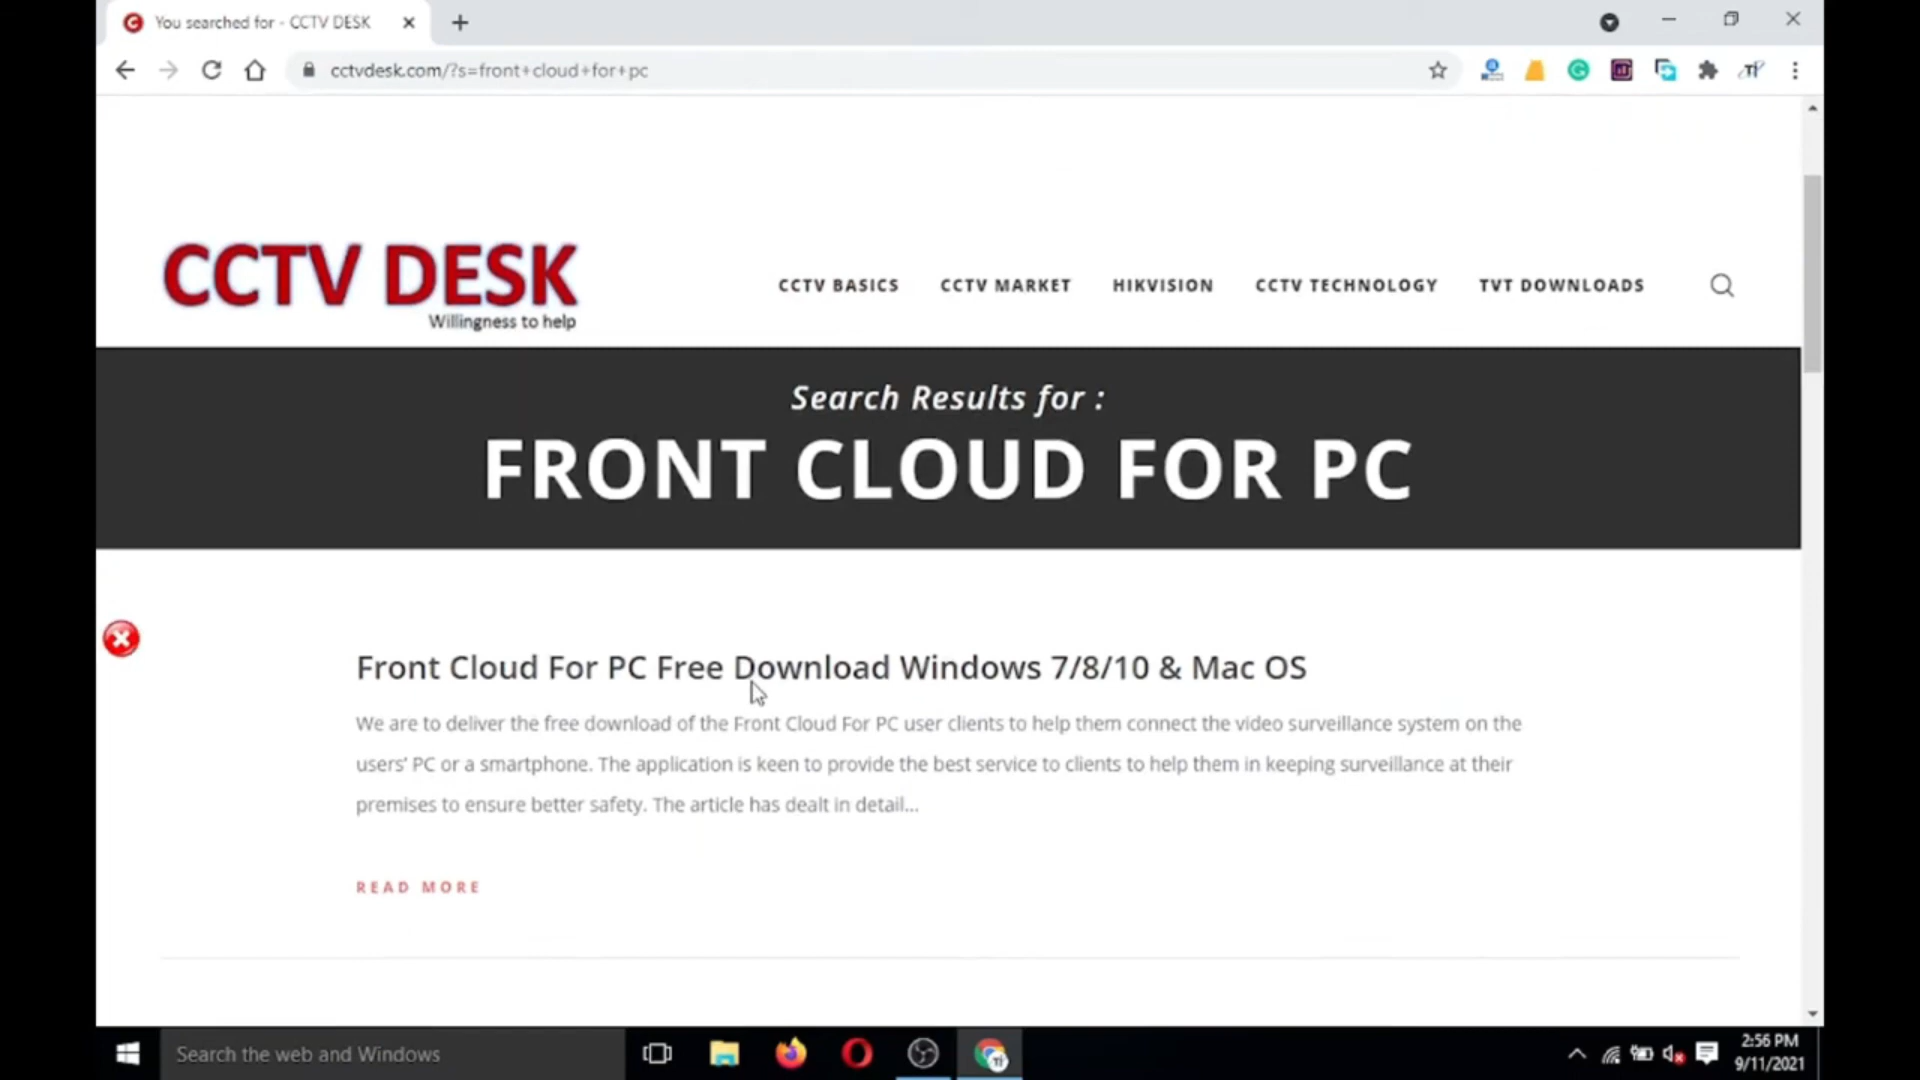 You searched for - CCTV DESK
cctvdesk.com/?s=front+cloud+for+pc
CCTV DESK
Willingness to help
CCTV BASICS
CCTV MARKET
HIKVISION
CCTV TECHNOLOGY
TVT DOWNLOADS
Search Results for :
FRONT CLOUD FOR PC
Front Cloud For PC Free Download Windows 7/8/10 & Mac OS
We are to deliver the free download of the Front Cloud For PC user clients to help them connect the video surveillance system on the
users' PC or a smartphone. The application is keen to provide the best service to clients to help them in keeping surveillance at their
premises to ensure better safety. The article has dealt in detail...
READ MORE
Search the web and Windows
2:56 PM
9/11/2021